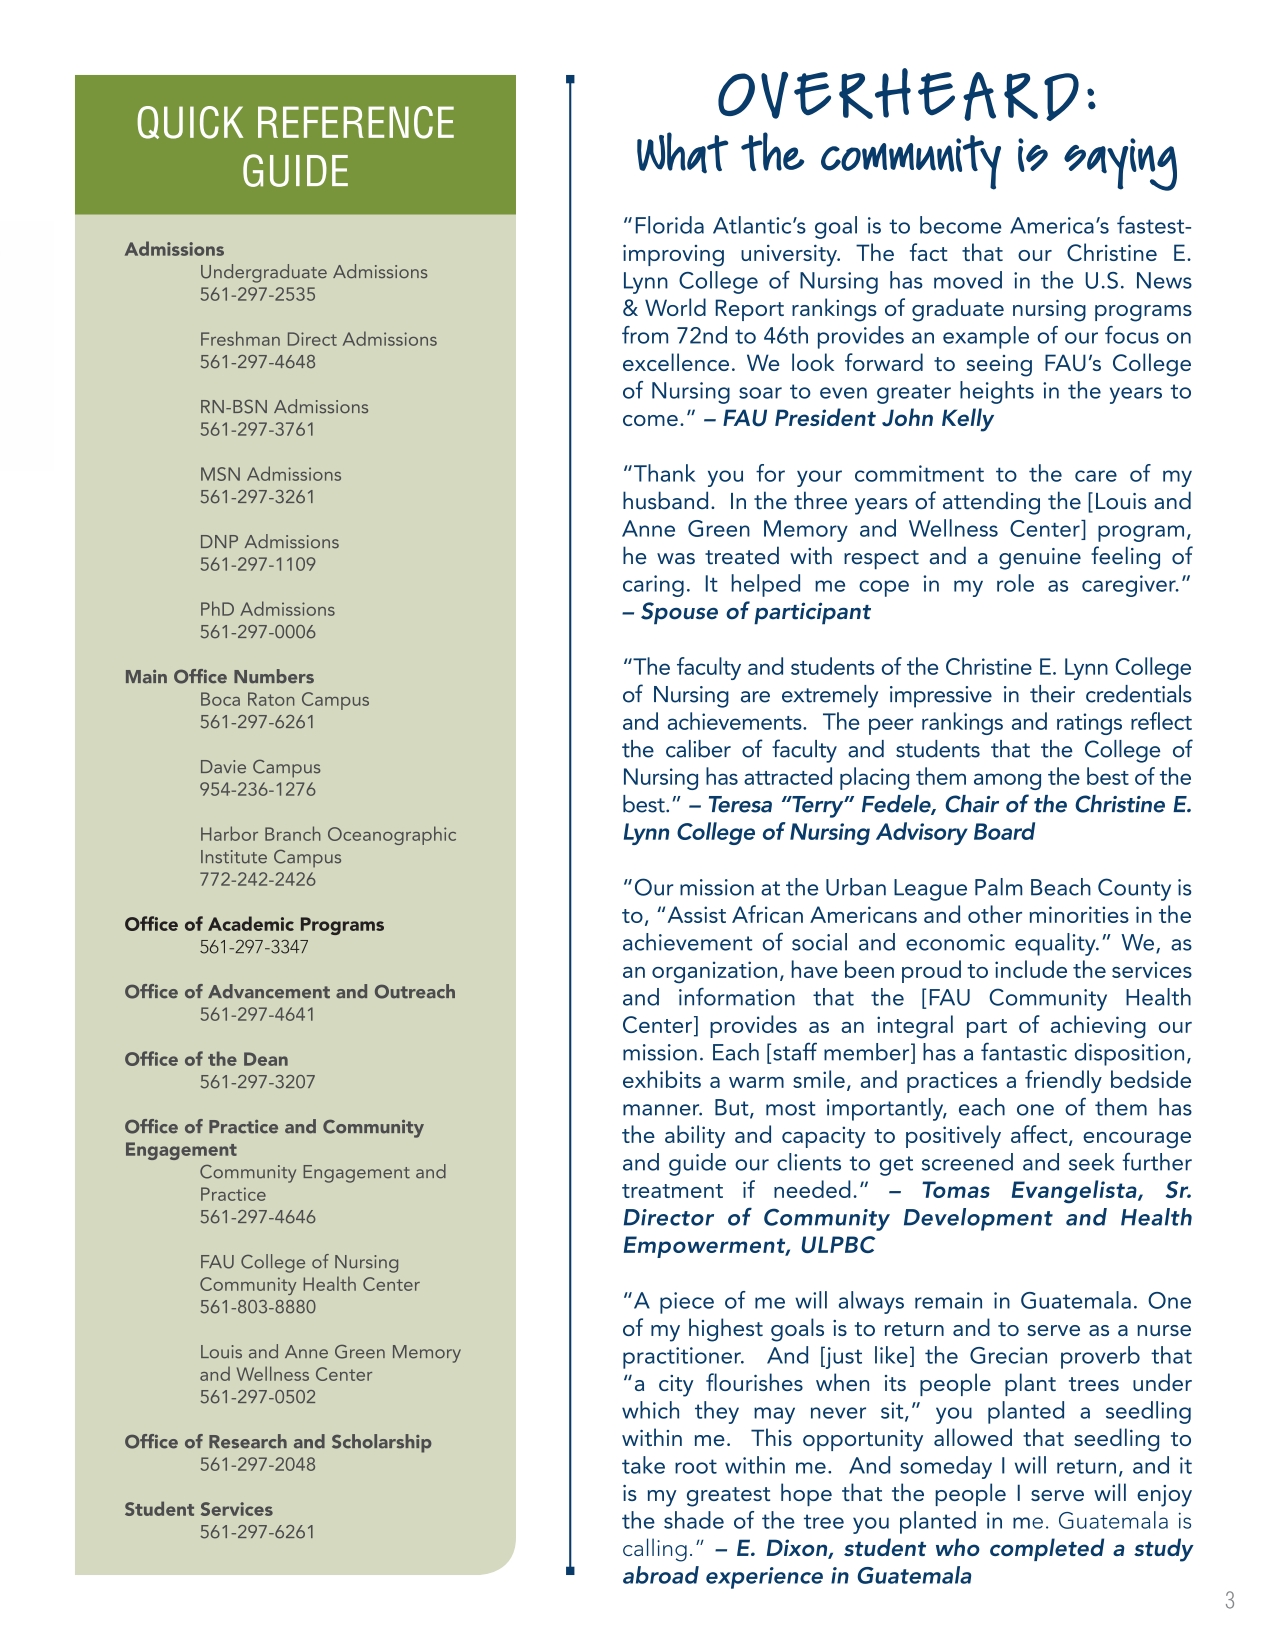 QUICK REFERENCE
GUIDE
Admissions
Undergraduate Admissions
561-297-2535
Freshman Direct Admissions
561-297-4648
RN-BSN Admissions
561-297-3761
MSN Admissions
561-297-3261
DNP Admissions
561-297-1109
PhD Admissions
561-297-0006
Main Office Numbers
Boca Raton Campus
561-297-6261
Davie Campus
954-236-1276
Harbor Branch Oceanographic
Institute Campus
772-242-2426
Office of Academic Programs
561-297-3347
Office of Advancement and Outreach
561-297-4641
Office of the Dean
561-297-3207
Office of Practice and Community
Engagement
Community Engagement and
Practice
561-297-4646
FAU College of Nursing
Community Health Center
561-803-8880
Louis and Anne Green Memory
and Wellness Center
561-297-0502
Office of Research and Scholarship
561-297-2048
Student Services
561-297-6261
OVERHEARD:
What the community is saying
“Florida Atlantic’s goal is to become America’s fastest-
improving university. The fact that our Christine E.
Lynn College of Nursing has moved in the U.S. News
& World Report rankings of graduate nursing programs
from 72nd to 46th provides an example of our focus on
excellence. We look forward to seeing FAU’s College
of Nursing soar to even greater heights in the years to
come.” – FAU President John Kelly
“Thank you for your commitment to the care of my
husband. In the three years of attending the [Louis and
Anne Green Memory and Wellness Center] program,
he was treated with respect and a genuine feeling of
caring. It helped me cope in my role as caregiver.”
– Spouse of participant
“The faculty and students of the Christine E. Lynn College
of Nursing are extremely impressive in their credentials
and achievements. The peer rankings and ratings reflect
the caliber of faculty and students that the College of
Nursing has attracted placing them among the best of the
best.” – Teresa “Terry” Fedele, Chair of the Christine E.
Lynn College of Nursing Advisory Board
“Our mission at the Urban League Palm Beach County is
to, “Assist African Americans and other minorities in the
achievement of social and economic equality.” We, as
an organization, have been proud to include the services
and information that the [FAU Community Health
Center] provides as an integral part of achieving our
mission. Each [staff member] has a fantastic disposition,
exhibits a warm smile, and practices a friendly bedside
manner. But, most importantly, each one of them has
the ability and capacity to positively affect, encourage
and guide our clients to get screened and seek further
treatment if needed.” – Tomas Evangelista, Sr.
Director of Community Development and Health
Empowerment, ULPBC
“A piece of me will always remain in Guatemala. One
of my highest goals is to return and to serve as a nurse
practitioner. And [just like] the Grecian proverb that
“a city flourishes when its people plant trees under
which they may never sit,” you planted a seedling
within me. This opportunity allowed that seedling to
take root within me. And someday I will return, and it
is my greatest hope that the people I serve will enjoy
the shade of the tree you planted in me. Guatemala is
calling.” – E. Dixon, student who completed a study
abroad experience in Guatemala
3